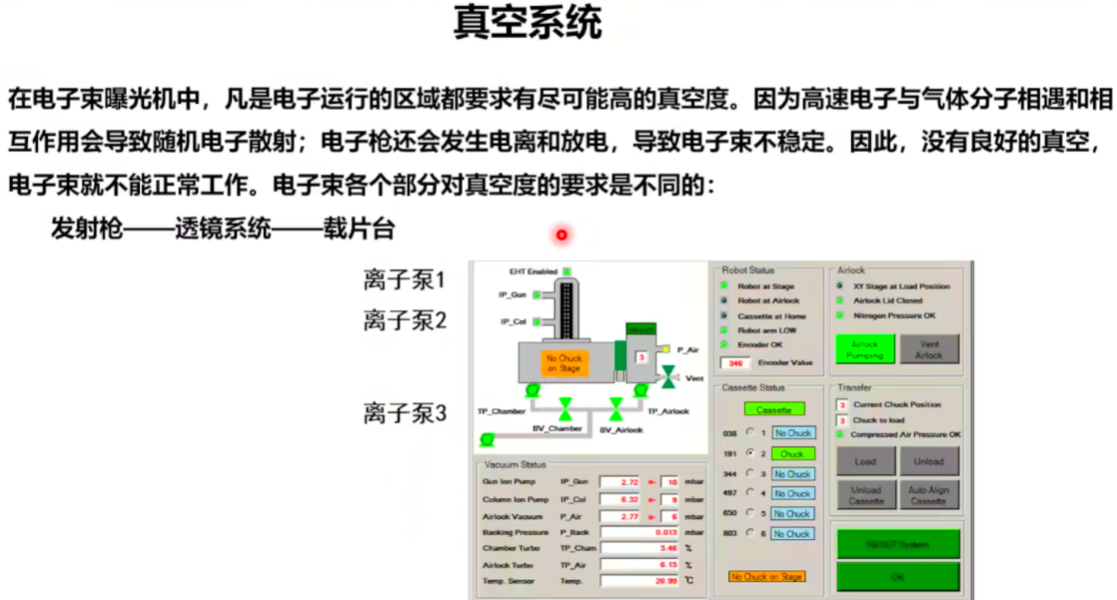 真空系统
在电子束曝光机中，凡是电子运行的区域都要求有尽可能高的真空度。因为高速电子与气体分子相遇和相
互作用会导致随机电子散射；电子枪还会发生电离和放电，导致电子束不稳定。因此，没有良好的真空，
电子束就不能正常工作。电子束各个部分对真空度的要求是不同的：
发射枪——透镜系统——载片台
离子泵1
离子泵2
离子泵3
EHT Enabled
IP_Gun
IP_Col
No Chuck
on Stage
3
P_Air
Vent
TP_Chamber
TP_Airlock
BV_Chamber
BV_Airlock
Vacuum Status
Gun Ion Pump IP_Gun 2.72 e- 10 mbar
Column Ion Pump IP_Col 6.32 e- 9 mbar
Airlock Vacuum P_Air 2.77 e- 6 mbar
Backing Pressure P_Back 0.013 mbar
Chamber Turbo TP_Cham 5.46 %
Airlock Turbo TP_Air 6.15 %
Temp. Sensor Temp. 26.99 °C
Robot Status
Robot at Stage
Robot at Airlock
Cassette at Home
Robot arm LOW
Encoder OK
346 Encoder Value
Cassette Status
Cassette
038 1 No Chuck
191 2 Chuck
344 3 No Chuck
497 4 No Chuck
650 5 No Chuck
803 6 No Chuck
No Chuck on Stage
Airlock
XY Stage at Load Position
Airlock Lid Closed
Nitrogen Pressure OK
Airlock
Pumping
Vent
Airlock
Transfer
3 Current Chuck Position
3 Chuck to load
Compressed Air Pressure OK
Load
Unload
Unload
Cassette
Auto Align
Cassette
RESET System
OK